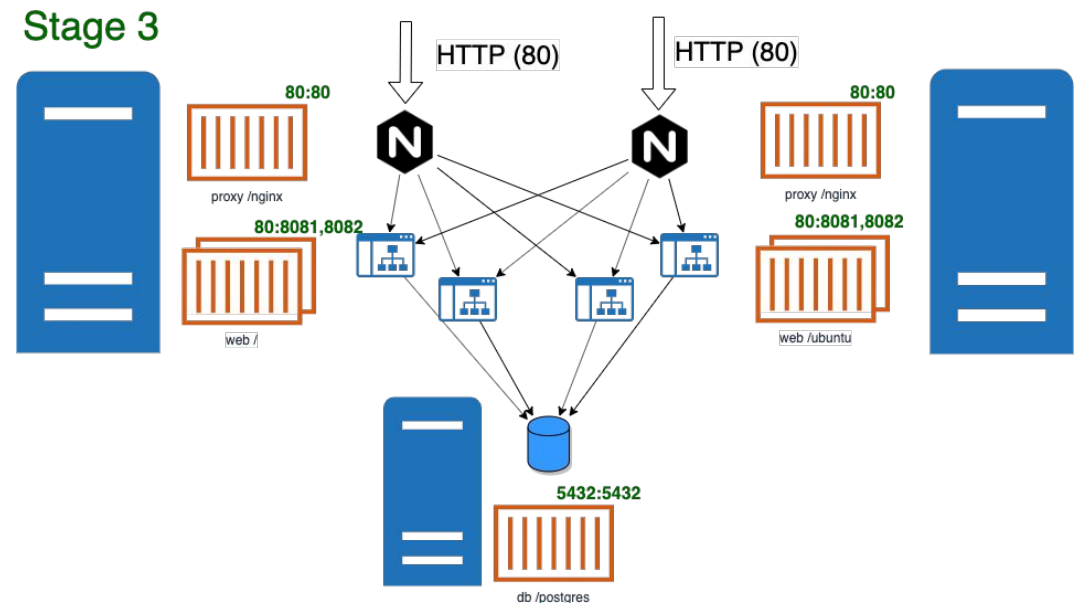 Stage 3
HTTP (80)
HTTP (80)
80:80
80:80
N
N
proxy /nginx
proxy /nginx
80:8081,8082
80:8081,8082
web /
web /ubuntu
5432:5432
db /postgres